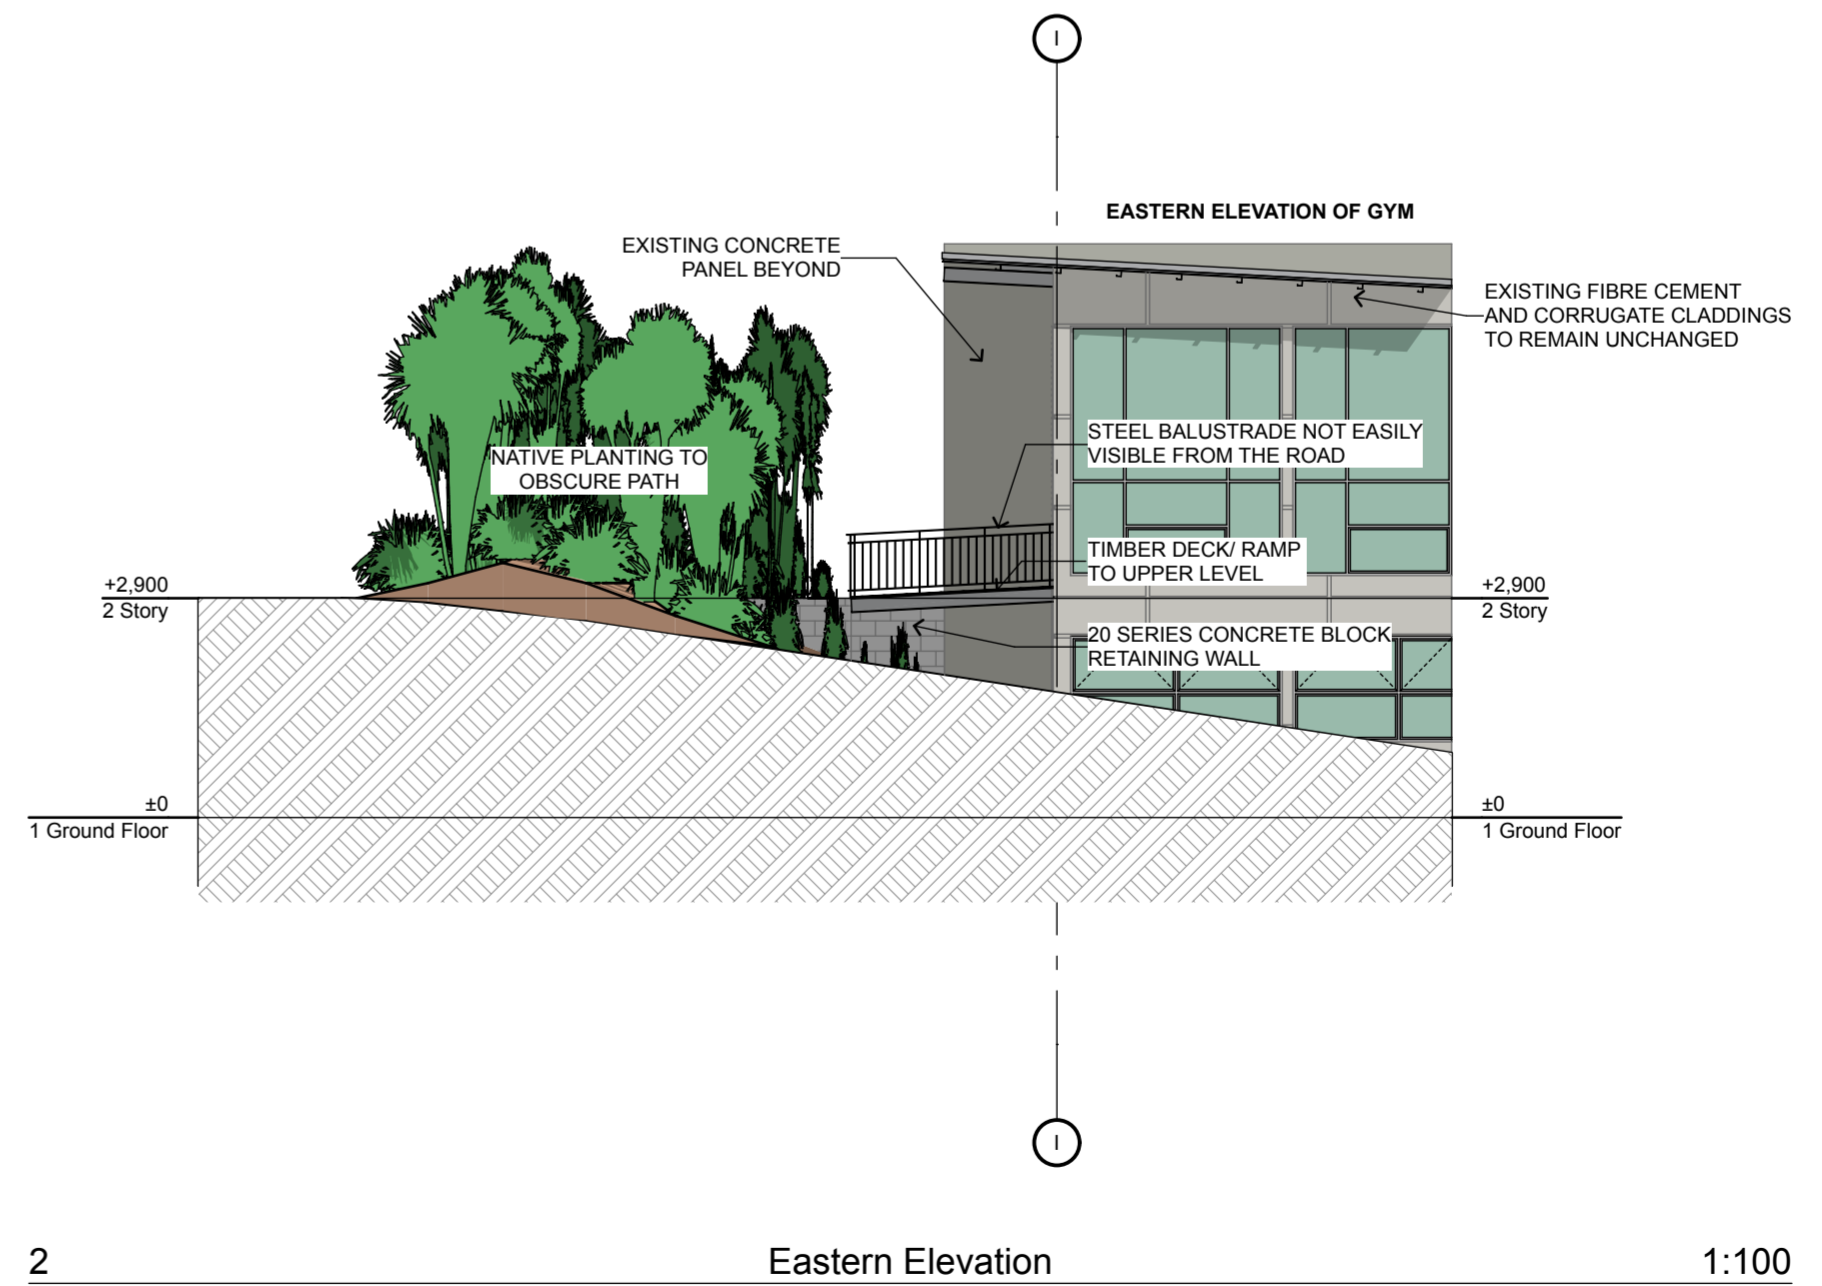 I
EASTERN ELEVATION OF GYM
EXISTING CONCRETE
PANEL BEYOND
EXISTING FIBRE CEMENT
AND CORRUGATE CLADDINGS
TO REMAIN UNCHANGED
STEEL BALUSTRADE NOT EASILY
VISIBLE FROM THE ROAD
NATIVE PLANTING TO
OBSCURE PATH
TIMBER DECK/ RAMP
TO UPPER LEVEL
+2,900
2 Story
+2,900
2 Story
20 SERIES CONCRETE BLOCK
RETAINING WALL
±0
1 Ground Floor
±0
1 Ground Floor
I
2 Eastern Elevation 1:100